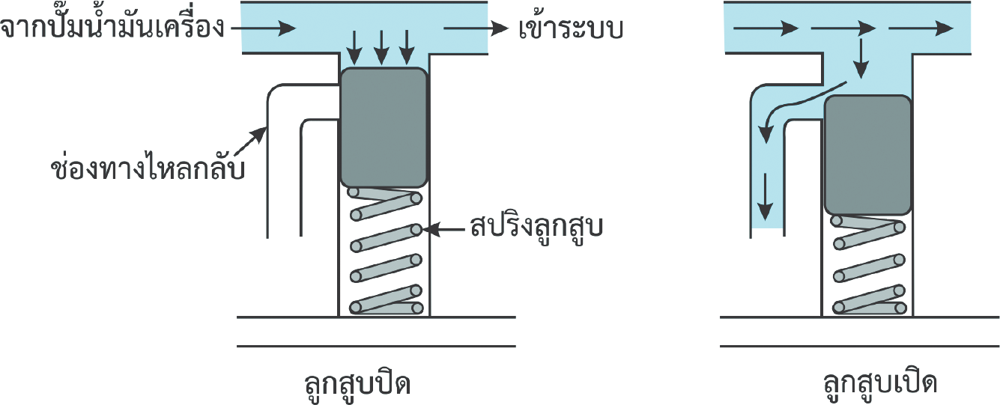 จากปั๊มน้ำมันเครื่อง
เข้าระบบ
ช่องทางไหลกลับ
สปริงลูกสูบ
ลูกสูบปิด
ลูกสูบเปิด